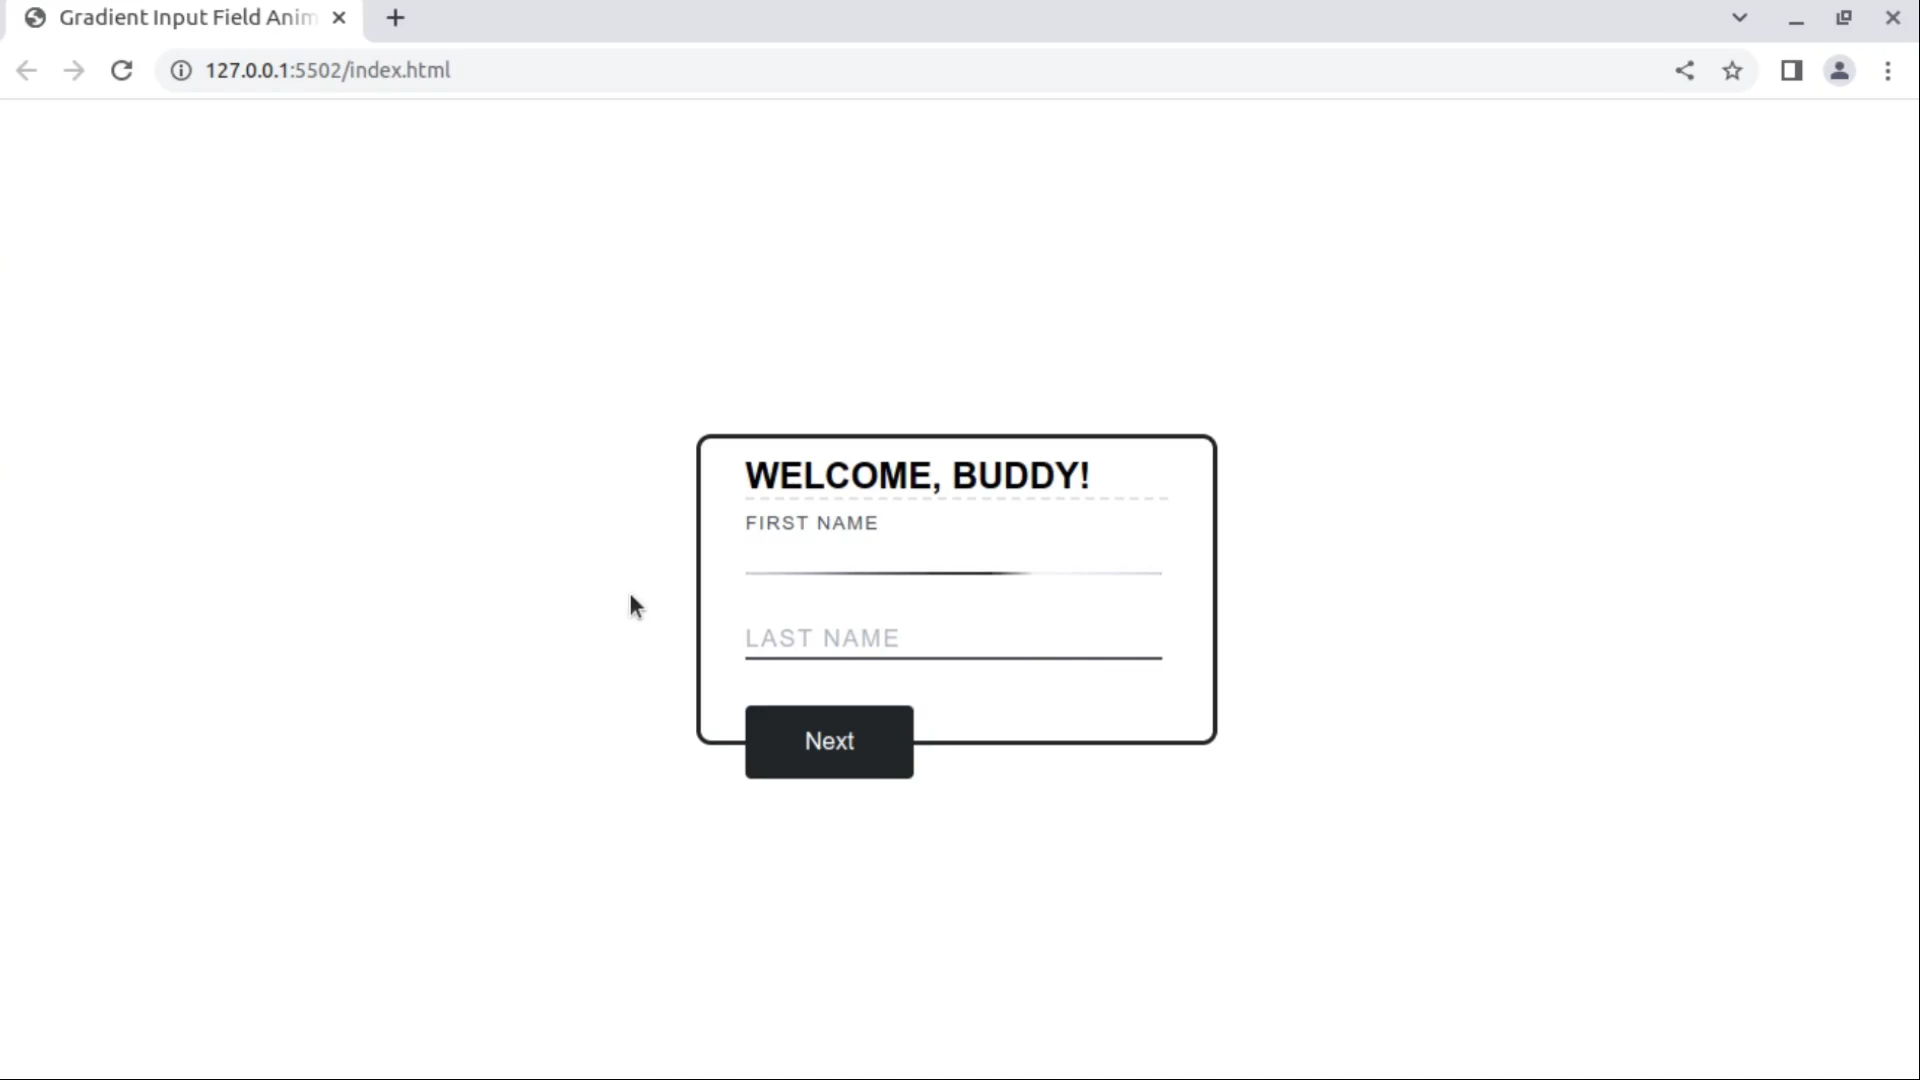 Gradient Input Field Anim
127.0.0.1:5502/index.html
WELCOME, BUDDY!
FIRST NAME
LAST NAME
Next